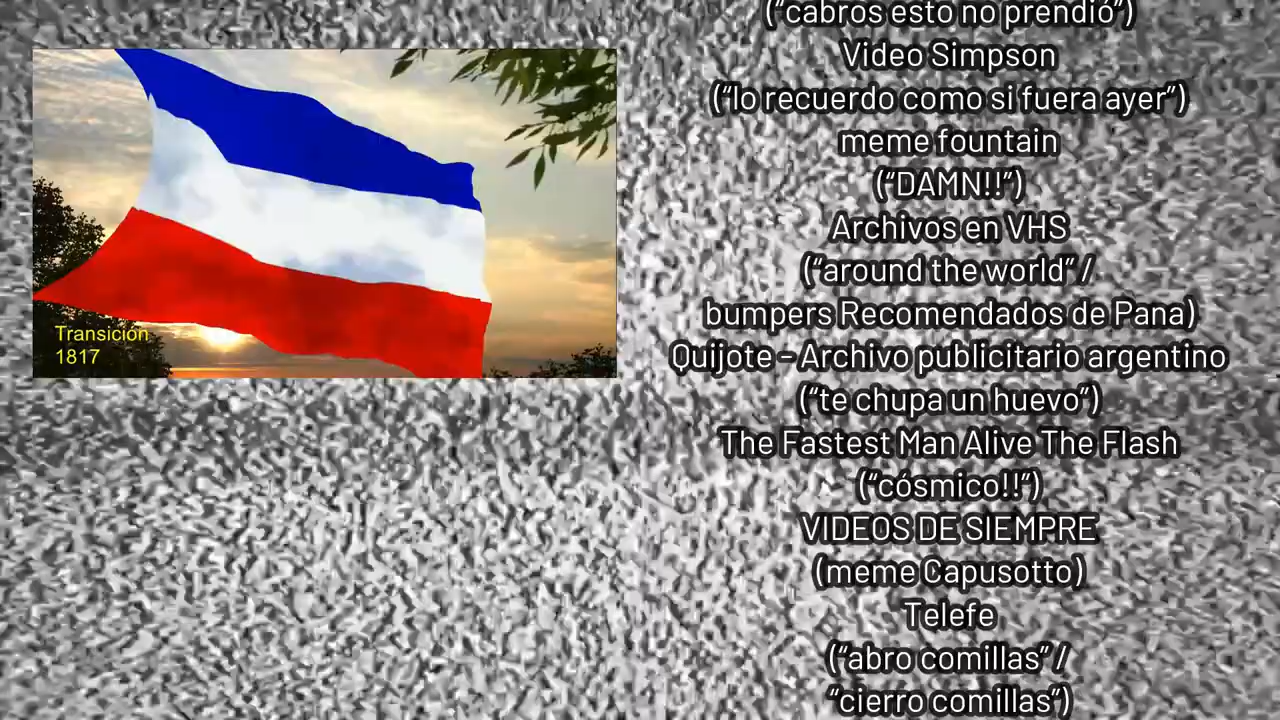 Transición
1817
("cabros esto no prendió")
Video Simpson
("lo recuerdo como si fuera ayer")
meme fountain
("DAMN!!")
Archivos en VHS
("around the world" /
bumpers Recomendados de Pana)
Quijote - Archivo publicitario argentino
("te chupa un huevo")
The Fastest Man Alive The Flash
("cósmico!!")
VIDEOS DE SIEMPRE
(meme Capusotto)
Telefe
("abro comillas" /
"cierro comillas")